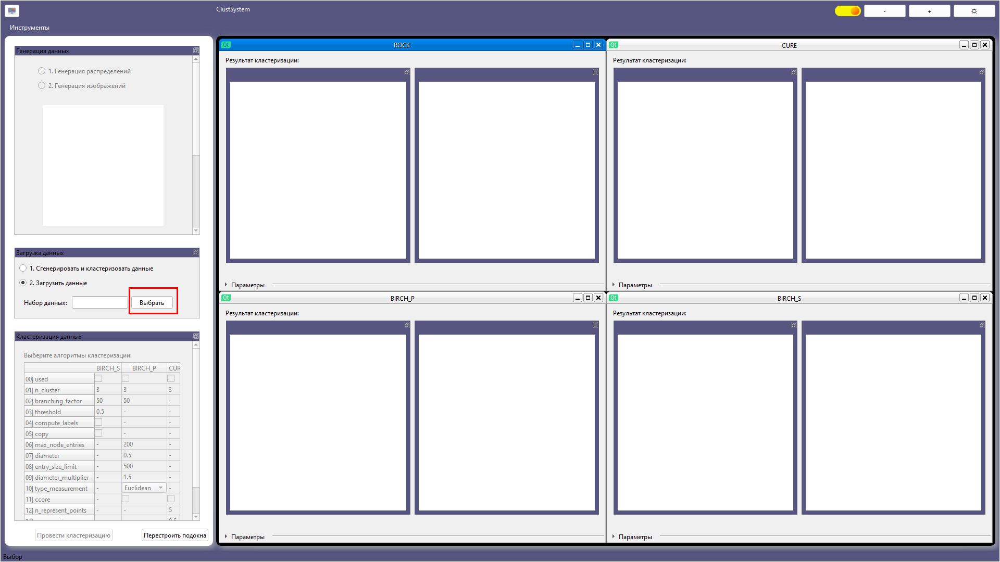 ClustSystem
- + ☼
Инструменты
Генерация данных
1. Генерация распределений
2. Генерация изображений
Загрузка данных
1. Сгенерировать и кластеризовать данные
2. Загрузить данные
Набор данных: Выбрать
Кластеризация данных
Выберите алгоритмы кластеризации:
BIRCH_S BIRCH_P CUR
00| used
01| n_cluster 3 3 3
02| branching_factor 50 50 -
03| threshold 0.5 - -
04| compute_labels - -
05| copy - -
06| max_node_entries - 200 -
07| diameter - 0.5 -
08| entry_size_limit - 500 -
09| diameter_multiplier - 1.5 -
10| type_measurement - Euclidean -
11| ccore -
12| n_represent_points - - 5
Провести кластеризацию Перестроить подокна
Qt ROCK
Результат кластеризации:
Параметры
Qt CURE
Результат кластеризации:
Параметры
Qt BIRCH_P
Результат кластеризации:
Параметры
Qt BIRCH_S
Результат кластеризации:
Параметры
Выбор